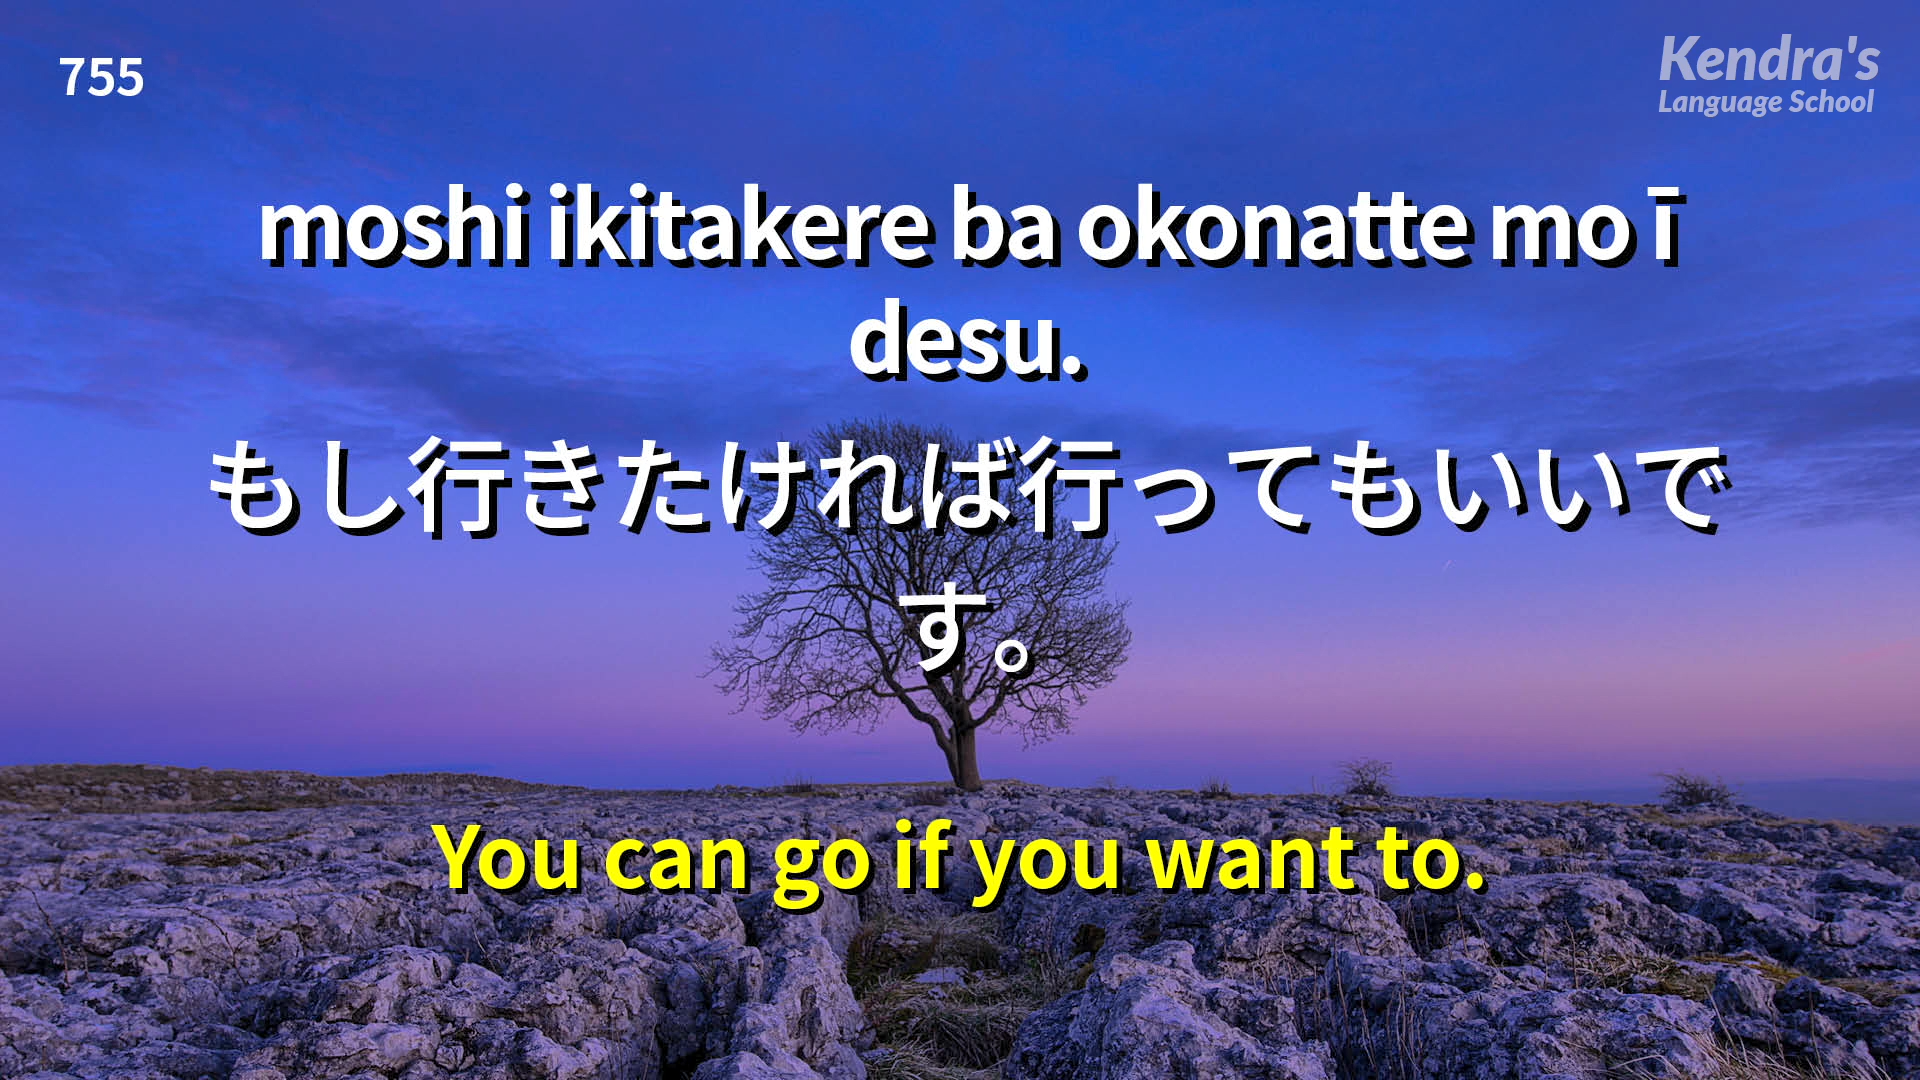 755
Kendra's
Language School
moshi ikitakere ba okonatte mo ī
desu.
もし行きたければ行ってもいいで
す。
You can go if you want to.